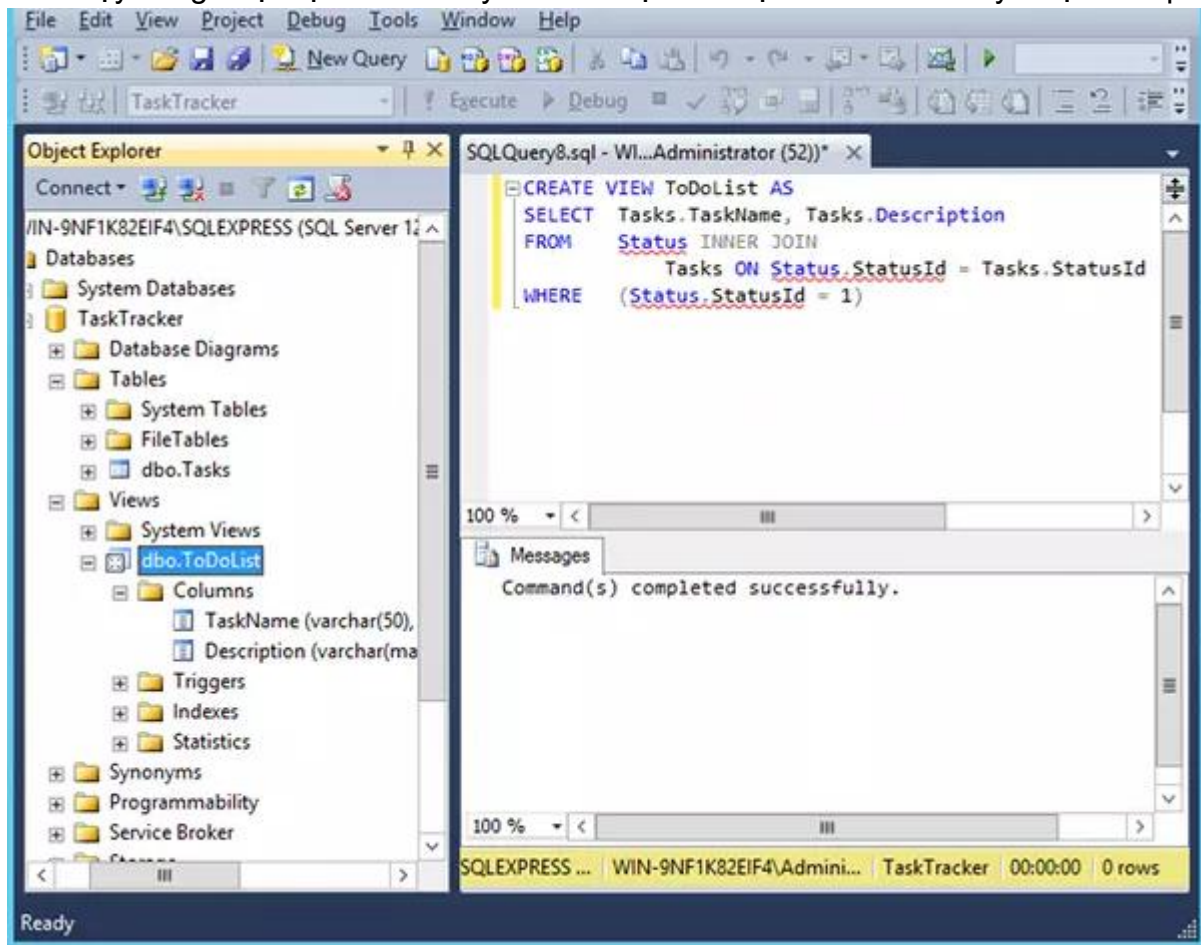 File Edit View Project Debug Tools Window Help
New Query
TaskTracker Execute Debug
Object Explorer
Connect
/IN-9NF1K82EIF4\SQLEXPRESS (SQL Server 12
Databases
System Databases
TaskTracker
Database Diagrams
Tables
System Tables
FileTables
dbo.Tasks
Views
System Views
dbo.ToDoList
Columns
TaskName (varchar(50),
Description (varchar(ma
Triggers
Indexes
Statistics
Synonyms
Programmability
Service Broker
Storage
SQLQuery8.sql - WI...Administrator (52))*
CREATE VIEW ToDoList AS
SELECT Tasks.TaskName, Tasks.Description
FROM Status INNER JOIN
Tasks ON Status.StatusId = Tasks.StatusId
WHERE (Status.StatusId = 1)
100 %
Messages
Command(s) completed successfully.
100 %
SQLEXPRESS ... WIN-9NF1K82EIF4\Admini... TaskTracker 00:00:00 0 rows
Ready